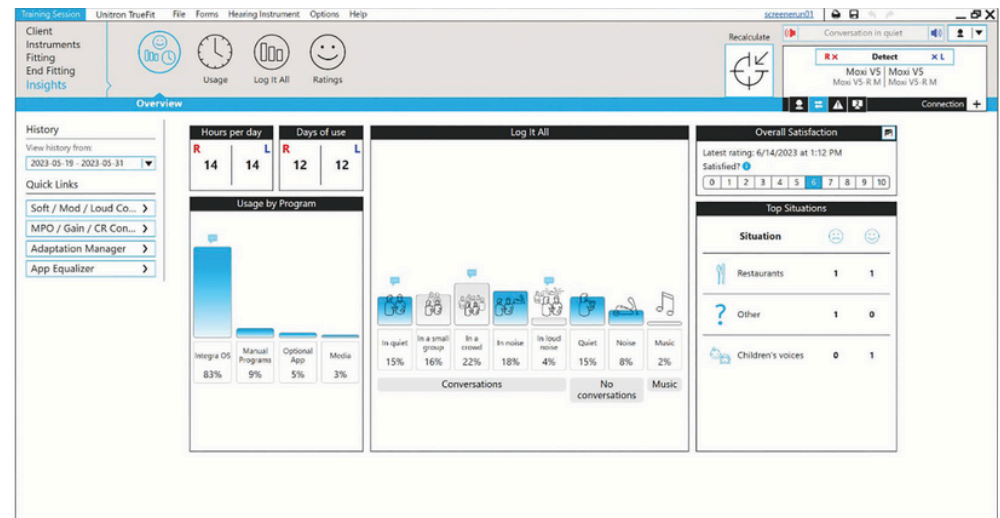 Training Session Unitron TrueFit File Forms Hearing Instrument Options Help screenerun01
Client
Instruments
Fitting
End Fitting
Insights
Usage Log It All Ratings
Recalculate
Conversation in quiet
R X Detect X L
Moxi V5 Moxi V5
Moxi V5-R M Moxi V5-R M
Overview
Connection +
History
View history from:
2023-05-19 - 2023-05-31
Quick Links
Soft / Mod / Loud Co...
MPO / Gain / CR Con...
Adaptation Manager
App Equalizer
Hours per day Days of use
R L R L
14 14 12 12
Usage by Program
Integra OS Manual Programs Optional App Media
83% 9% 5% 3%
Log It All
In quiet In a small group In a crowd In noise In loud noise Quiet Noise Music
15% 16% 22% 18% 4% 15% 8% 2%
Conversations No conversations Music
Overall Satisfaction
Latest rating: 6/14/2023 at 1:12 PM
Satisfied?
0 1 2 3 4 5 6 7 8 9 10
Top Situations
Situation
Restaurants 1 1
? Other 1 0
Children's voices 0 1